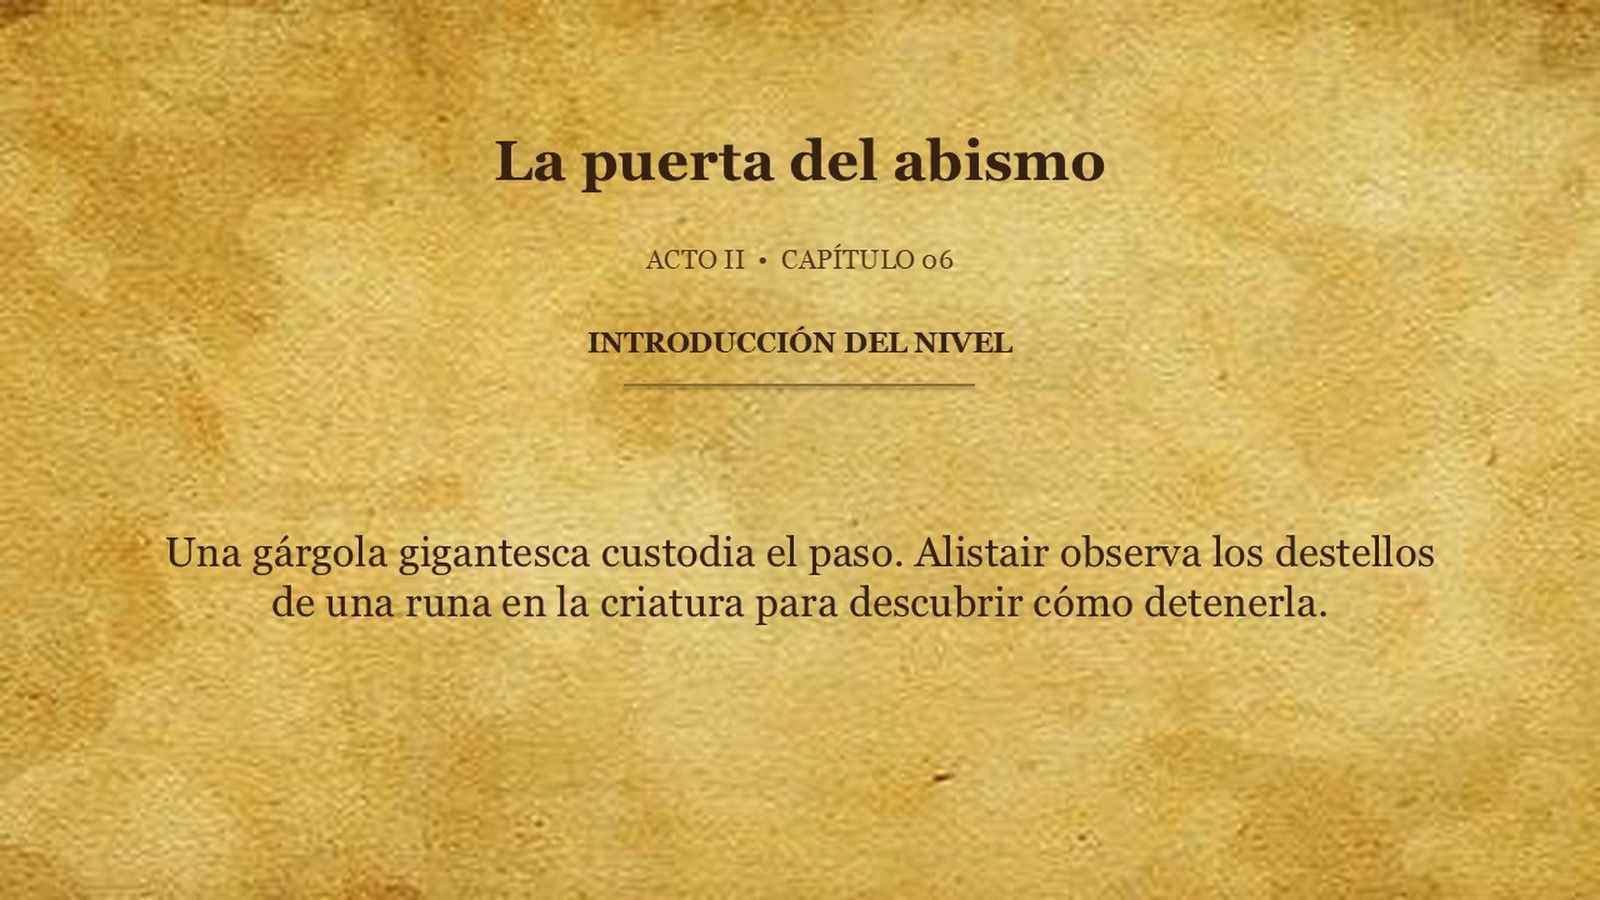 La puerta del abismo
ACTO II • CAPÍTULO 06
INTRODUCCIÓN DEL NIVEL
Una gárgola gigantesca custodia el paso. Alistair observa los destellos
de una runa en la criatura para descubrir cómo detenerla.